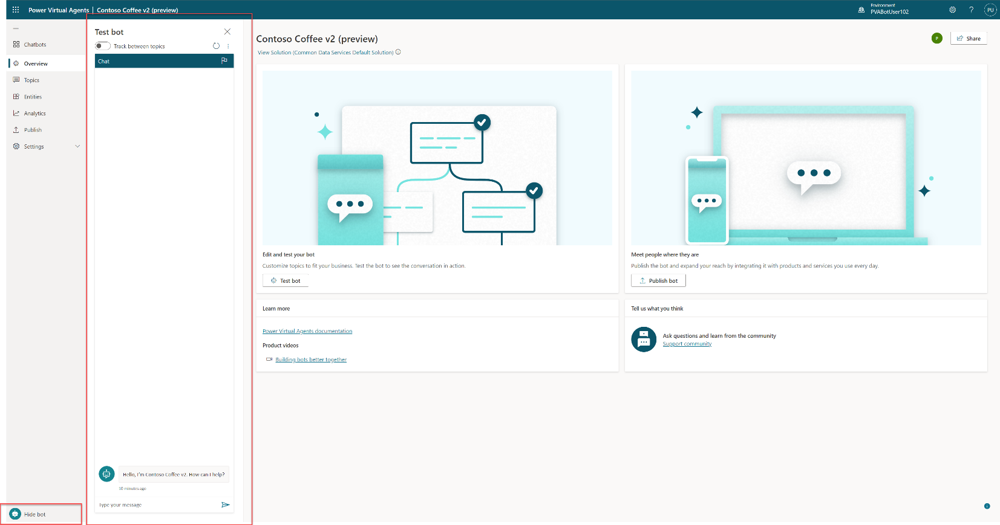 Power Virtual Agents | Contoso Coffee v2 (preview)
Environment
PVABotUser102
?
PU
Chatbots
Overview
Topics
Entities
Analytics
Publish
Settings
Hide bot
Test bot
Track between topics
Chat
Hello, I'm Contoso Coffee v2. How can I help?
10 minutes ago
Type your message
Contoso Coffee v2 (preview)
P
Share
View Solution (Common Data Services Default Solution)
Edit and test your bot
Customize topics to fit your business. Test the bot to see the conversation in action.
Test bot
Meet people where they are
Publish the bot and expand your reach by integrating it with products and services you use every day.
Publish bot
Learn more
Power Virtual Agents documentation
Product videos
Building bots better together
Tell us what you think
Ask questions and learn from the community
Support community